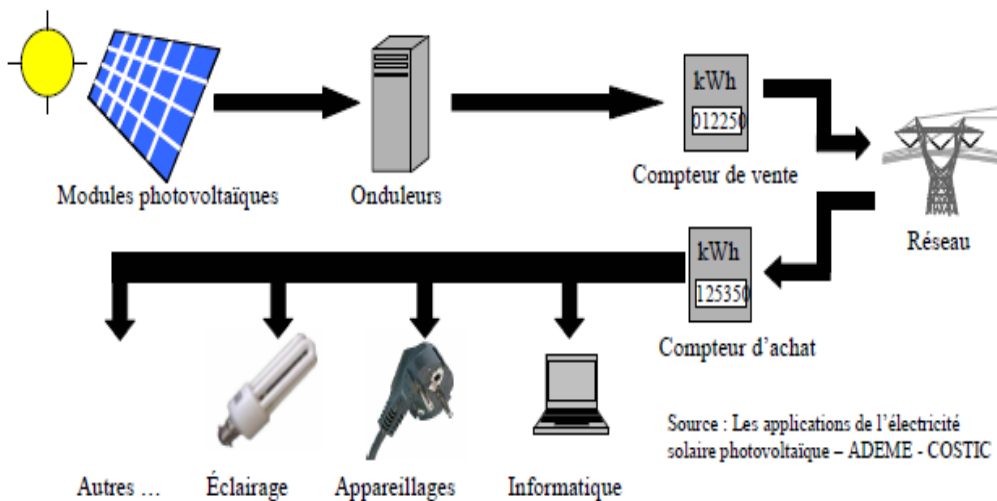 kWh
012250
Modules photovoltaïques
Onduleurs
Compteur de vente
Réseau
kWh
125350
Compteur d'achat
Source : Les applications de l'électricité
solaire photovoltaïque – ADEME - COSTIC
Autres …
Éclairage
Appareillages
Informatique